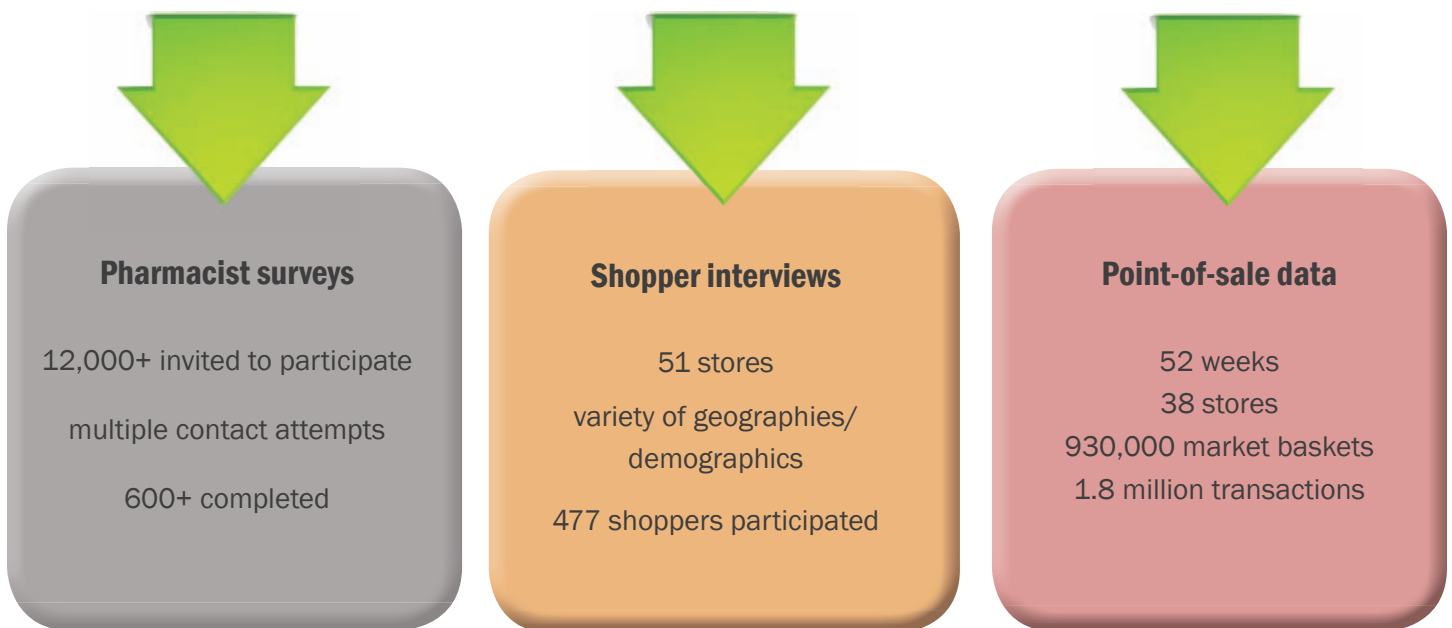 Pharmacist surveys
12,000+ invited to participate
multiple contact attempts
600+ completed
Shopper interviews
51 stores
variety of geographies/
demographics
477 shoppers participated
Point-of-sale data
52 weeks
38 stores
930,000 market baskets
1.8 million transactions